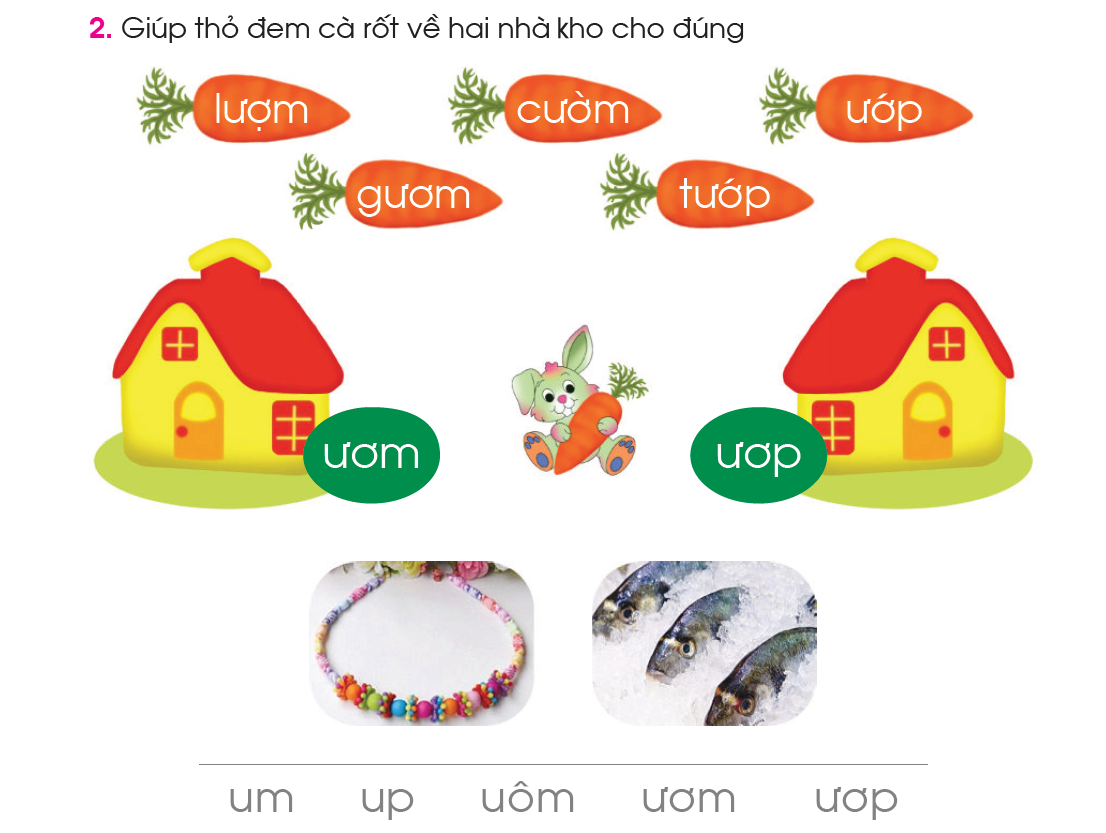 2. Giúp thỏ đem cà rốt về hai nhà kho cho đúng
lượm cườm ướp
gươm tướp
ươm ươp
um up uôm ươm ươp